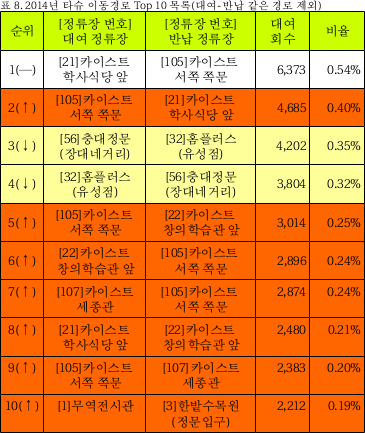 표 8. 2014년 타슈 이동경로 Top 10 목록(대여-반납 같은 경로 제외)
순위 [정류장 번호] 대여 정류장 [정류장 번호] 반납 정류장 대여 회수 비율
1(―) [21]카이스트 학사식당 앞 [105]카이스트 서쪽 쪽문 6,373 0.54%
2(↑) [105]카이스트 서쪽 쪽문 [21]카이스트 학사식당 앞 4,685 0.40%
3(↓) [56]충대정문 (장대네거리) [32]홈플러스 (유성점) 4,202 0.35%
4(↓) [32]홈플러스 (유성점) [56]충대정문 (장대네거리) 3,804 0.32%
5(↑) [105]카이스트 서쪽 쪽문 [22]카이스트 창의학습관 앞 3,014 0.25%
6(↑) [22]카이스트 창의학습관 앞 [105]카이스트 서쪽 쪽문 2,896 0.24%
7(↑) [107]카이스트 세종관 [105]카이스트 서쪽 쪽문 2,874 0.24%
8(↑) [21]카이스트 학사식당 앞 [22]카이스트 창의학습관 앞 2,480 0.21%
9(↑) [105]카이스트 서쪽 쪽문 [107]카이스트 세종관 2,383 0.20%
10(↑) [1]무역전시관 [3]한밭수목원 (정문입구) 2,212 0.19%